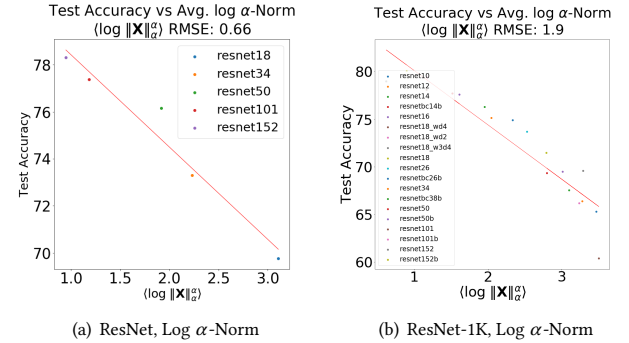 Test Accuracy vs Avg. log α-Norm
⟨log ‖X‖αα⟩ RMSE: 0.66
Test Accuracy
78
76
74
72
70
resnet18
resnet34
resnet50
resnet101
resnet152
1.0 1.5 2.0 2.5 3.0
⟨log ‖X‖αα⟩
(a) ResNet, Log α-Norm
Test Accuracy vs Avg. log α-Norm
⟨log ‖X‖αα⟩ RMSE: 1.9
Test Accuracy
80
75
70
65
60
resnet10
resnet12
resnet14
resnetbc14b
resnet16
resnet18_wd4
resnet18_wd2
resnet18_w3d4
resnet18
resnet26
resnetbc26b
resnet34
resnetbc38b
resnet50
resnet50b
resnet101
resnet101b
resnet152
resnet152b
1 2 3
⟨log ‖X‖αα⟩
(b) ResNet-1K, Log α-Norm